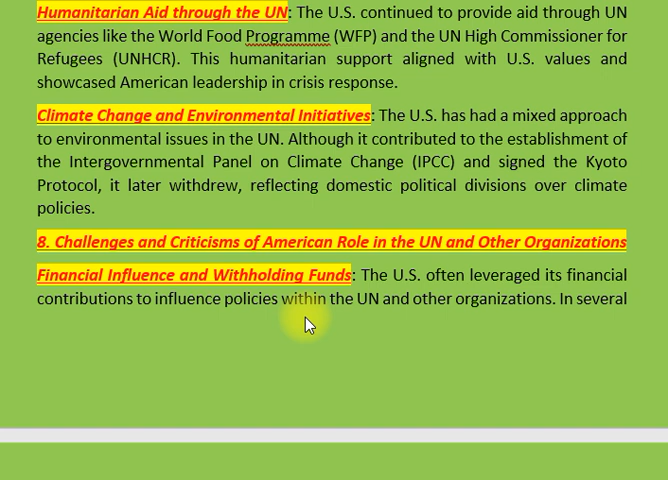 Humanitarian Aid through the UN: The U.S. continued to provide aid through UN
agencies like the World Food Programme (WFP) and the UN High Commissioner for
Refugees (UNHCR). This humanitarian support aligned with U.S. values and
showcased American leadership in crisis response.
Climate Change and Environmental Initiatives: The U.S. has had a mixed approach
to environmental issues in the UN. Although it contributed to the establishment of
the Intergovernmental Panel on Climate Change (IPCC) and signed the Kyoto
Protocol, it later withdrew, reflecting domestic political divisions over climate
policies.
8. Challenges and Criticisms of American Role in the UN and Other Organizations
Financial Influence and Withholding Funds: The U.S. often leveraged its financial
contributions to influence policies within the UN and other organizations. In several